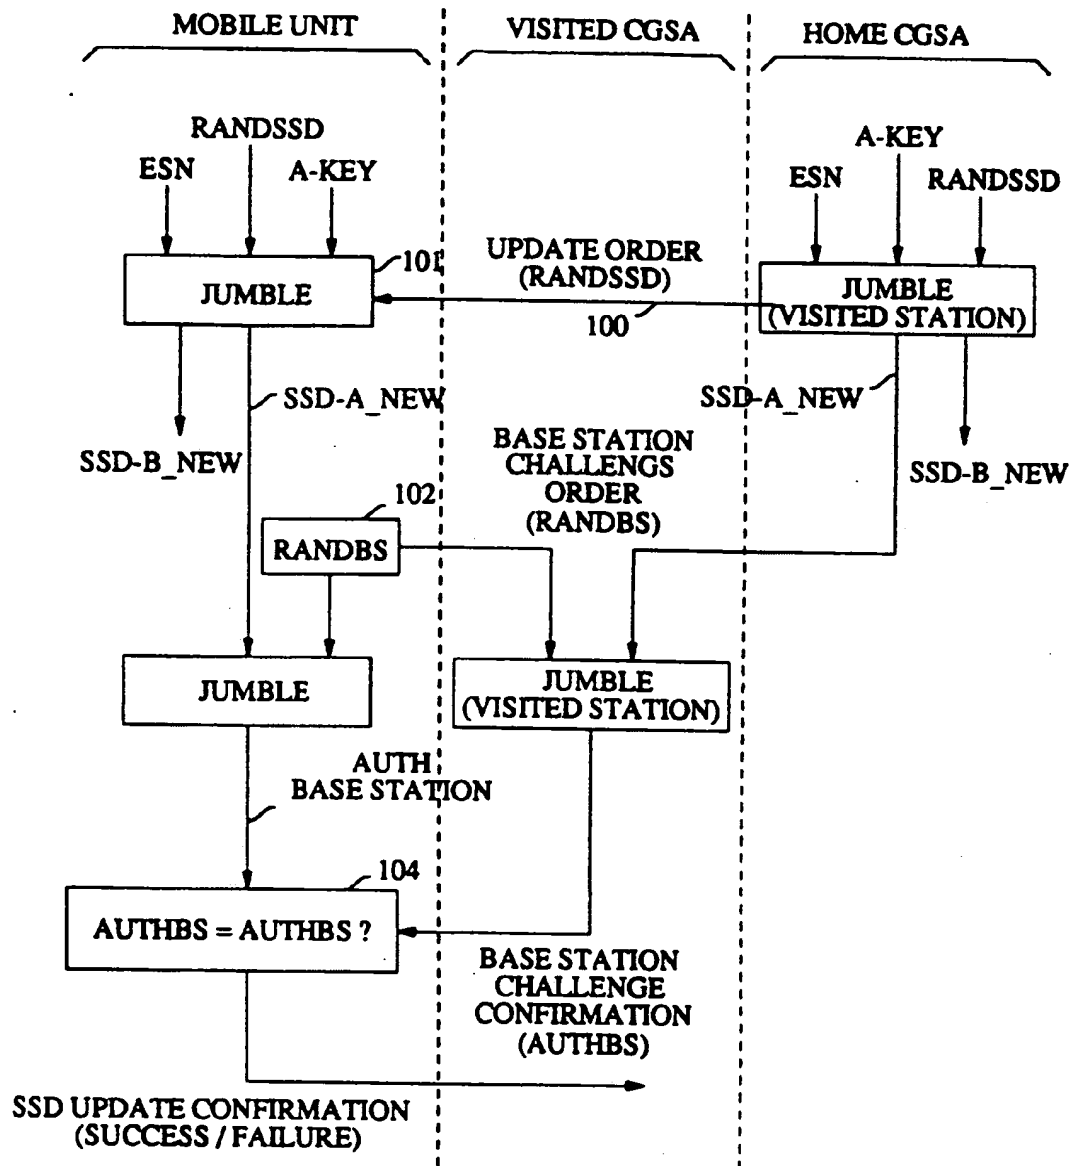 MOBILE UNIT
VISITED CGSA
HOME CGSA
RANDSSD
ESN
A-KEY
A-KEY
ESN
RANDSSD
101
JUMBLE
UPDATE ORDER
(RANDSSD)
100
JUMBLE
(VISITED STATION)
SSD-A_NEW
SSD-B_NEW
SSD-A_NEW
SSD-B_NEW
BASE STATION
CHALLENGS
ORDER
(RANDBS)
102
RANDBS
JUMBLE
JUMBLE
(VISITED STATION)
AUTH
BASE STATION
104
AUTHBS = AUTHBS ?
BASE STATION
CHALLENGE
CONFIRMATION
(AUTHBS)
SSD UPDATE CONFIRMATION
(SUCCESS / FAILURE)